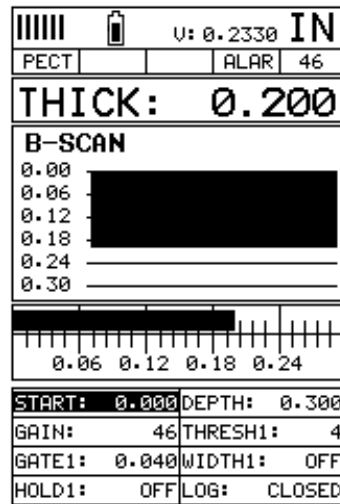 V: 0.2330 IN
PECT ALAR 46
THICK: 0.200
B-SCAN
0.00
0.06
0.12
0.18
0.24
0.30
0.06 0.12 0.18 0.24
START: 0.000 DEPTH: 0.300
GAIN: 46 THRESH1: 4
GATE1: 0.040 WIDTH1: OFF
HOLD1: OFF LOG: CLOSED